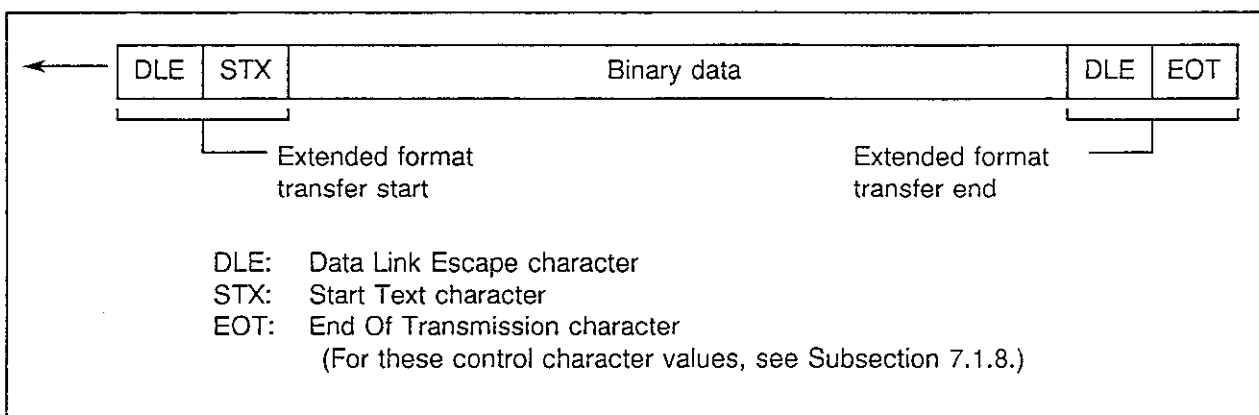 DLE STX Binary data DLE EOT
Extended format Extended format
transfer start transfer end
DLE: Data Link Escape character
STX: Start Text character
EOT: End Of Transmission character
(For these control character values, see Subsection 7.1.8.)